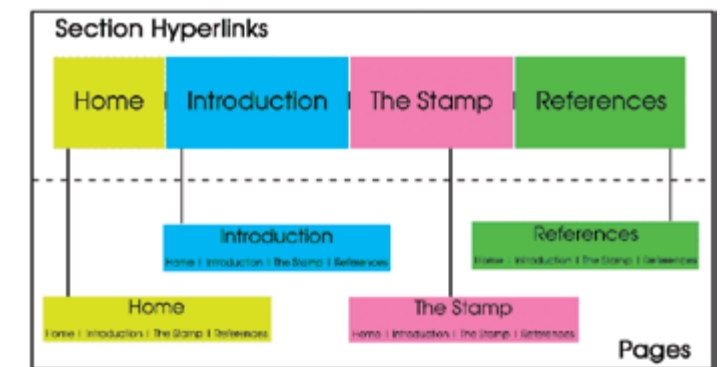 Section Hyperlinks
Home | Introduction | The Stamp | References
Introduction
Home | Introduction | The Stamp | References
References
Home | Introduction | The Stamp | References
Home
Home | Introduction | The Stamp | References
The Stamp
Home | Introduction | The Stamp | References
Pages